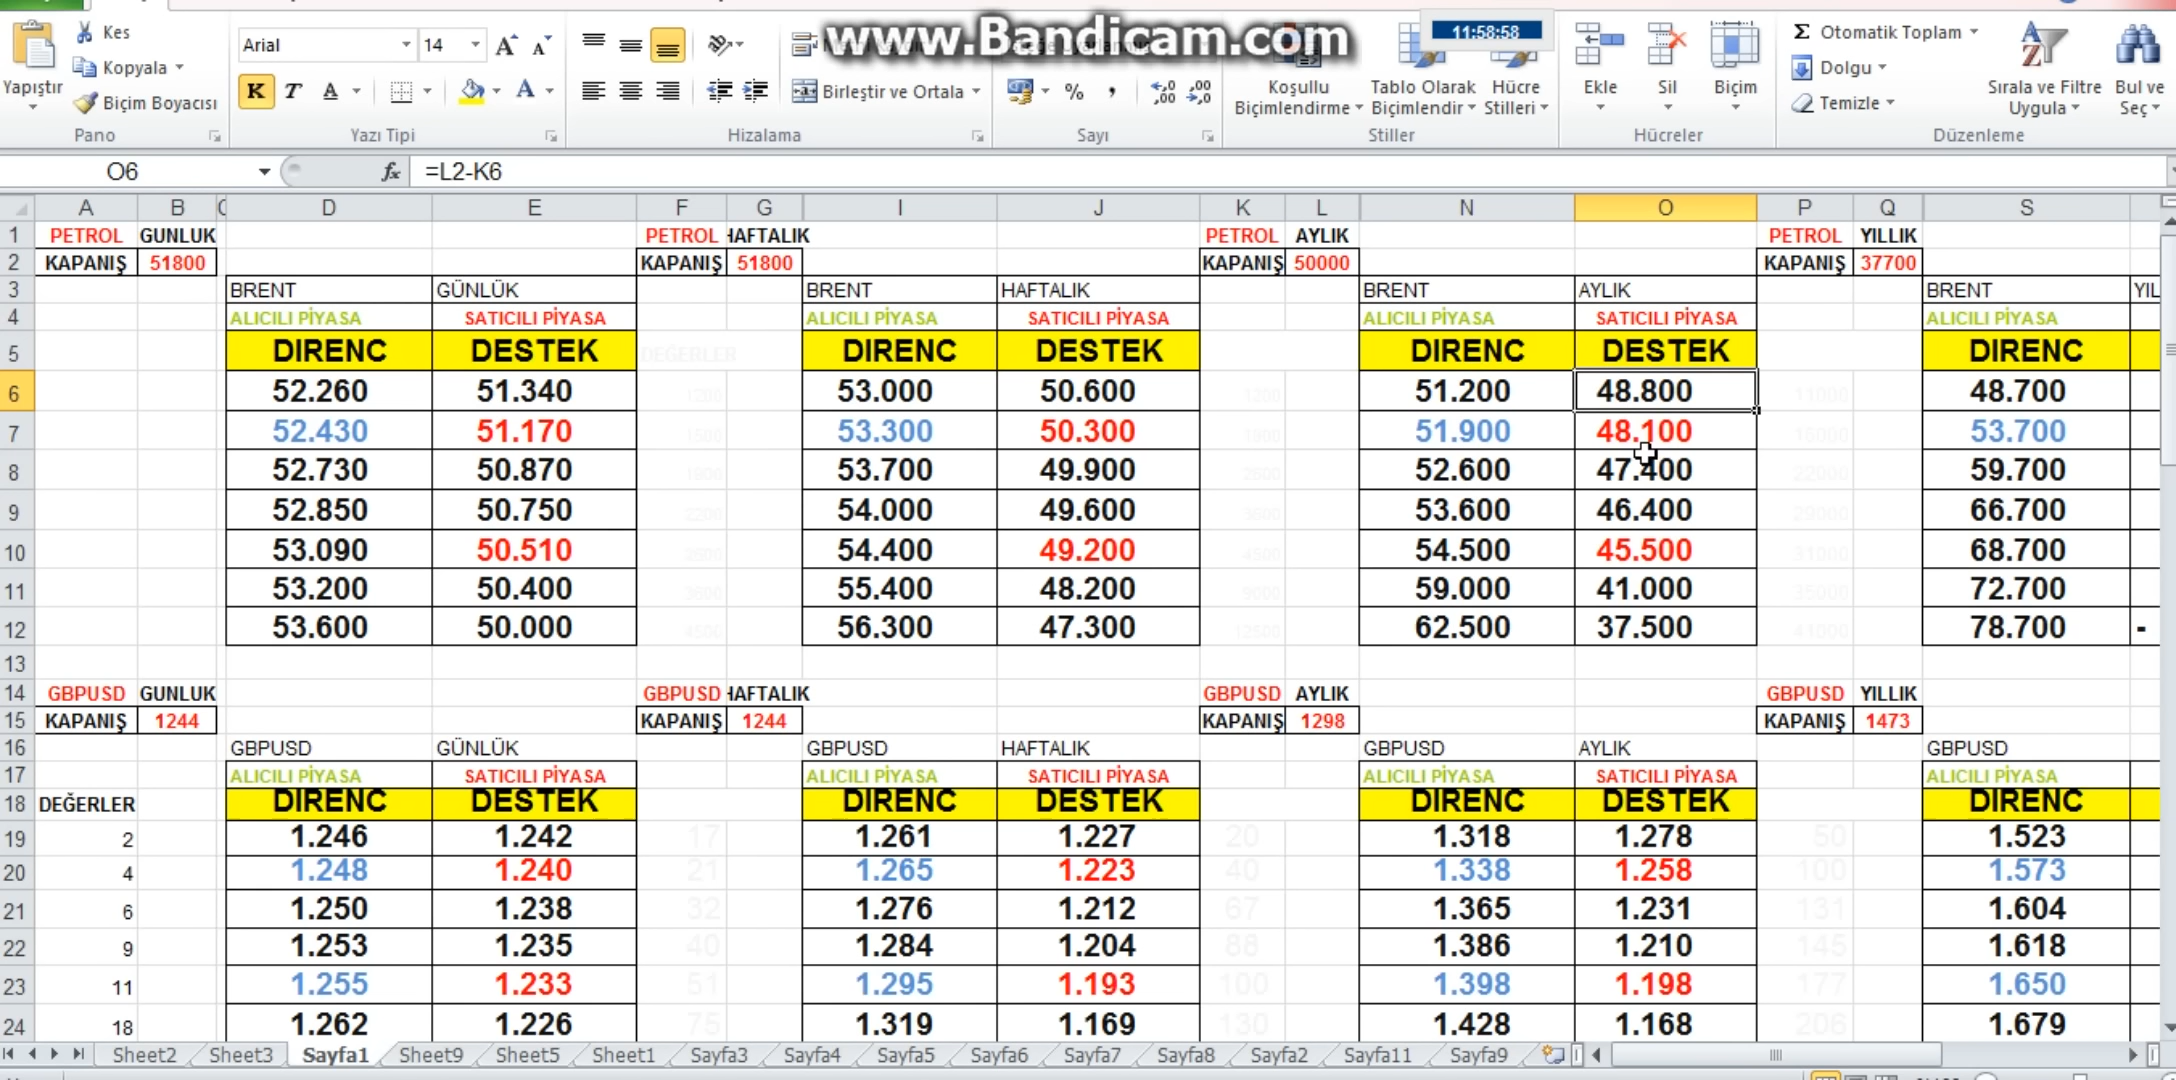 www.Bandicam.com
11:58:58
Kes
Kopyala
Biçim Boyacısı
Yapıştır
Pano
Arial 14
K T A
Yazı Tipi
Birleştir ve Ortala
Hizalama
% ,
Sayı
Koşullu Biçimlendirme
Tablo Olarak Biçimlendir
Hücre Stilleri
Stiller
Ekle Sil Biçim
Hücreler
Σ Otomatik Toplam
Dolgu
Temizle
Sırala ve Filtre Uygula
Bul ve Seç
Düzenleme
O6 fx =L2-K6
A B C D E F G I J K L N O P Q S
1 PETROL GUNLUK PETROL HAFTALIK PETROL AYLIK PETROL YILLIK
2 KAPANIŞ 51800 KAPANIŞ 51800 KAPANIŞ 50000 KAPANIŞ 37700
3 BRENT GÜNLÜK BRENT HAFTALIK BRENT AYLIK BRENT YIL
4 ALICILI PİYASA SATICILI PİYASA ALICILI PİYASA SATICILI PİYASA ALICILI PİYASA SATICILI PİYASA ALICILI PİYASA
5 DIRENC DESTEK DEĞERLER DIRENC DESTEK DIRENC DESTEK DIRENC
6 52.260 51.340 1200 53.000 50.600 1200 51.200 48.800 11000 48.700
7 52.430 51.170 1500 53.300 50.300 1900 51.900 48.100 16000 53.700
8 52.730 50.870 1900 53.700 49.900 2600 52.600 47.400 22000 59.700
9 52.850 50.750 2200 54.000 49.600 3600 53.600 46.400 29000 66.700
10 53.090 50.510 2600 54.400 49.200 4500 54.500 45.500 31000 68.700
11 53.200 50.400 3600 55.400 48.200 9000 59.000 41.000 35000 72.700
12 53.600 50.000 4500 56.300 47.300 12500 62.500 37.500 41000 78.700 -
13
14 GBPUSD GUNLUK GBPUSD HAFTALIK GBPUSD AYLIK GBPUSD YILLIK
15 KAPANIŞ 1244 KAPANIŞ 1244 KAPANIŞ 1298 KAPANIŞ 1473
16 GBPUSD GÜNLÜK GBPUSD HAFTALIK GBPUSD AYLIK GBPUSD
17 ALICILI PİYASA SATICILI PİYASA ALICILI PİYASA SATICILI PİYASA ALICILI PİYASA SATICILI PİYASA ALICILI PİYASA
18 DEĞERLER DIRENC DESTEK DIRENC DESTEK DIRENC DESTEK DIRENC
19 2 1.246 1.242 17 1.261 1.227 20 1.318 1.278 50 1.523
20 4 1.248 1.240 21 1.265 1.223 40 1.338 1.258 100 1.573
21 6 1.250 1.238 32 1.276 1.212 67 1.365 1.231 131 1.604
22 9 1.253 1.235 40 1.284 1.204 88 1.386 1.210 145 1.618
23 11 1.255 1.233 51 1.295 1.193 100 1.398 1.198 177 1.650
24 18 1.262 1.226 75 1.319 1.169 130 1.428 1.168 206 1.679
Sheet2 Sheet3 Sayfa1 Sheet9 Sheet5 Sheet1 Sayfa3 Sayfa4 Sayfa5 Sayfa6 Sayfa7 Sayfa8 Sayfa2 Sayfa11 Sayfa9